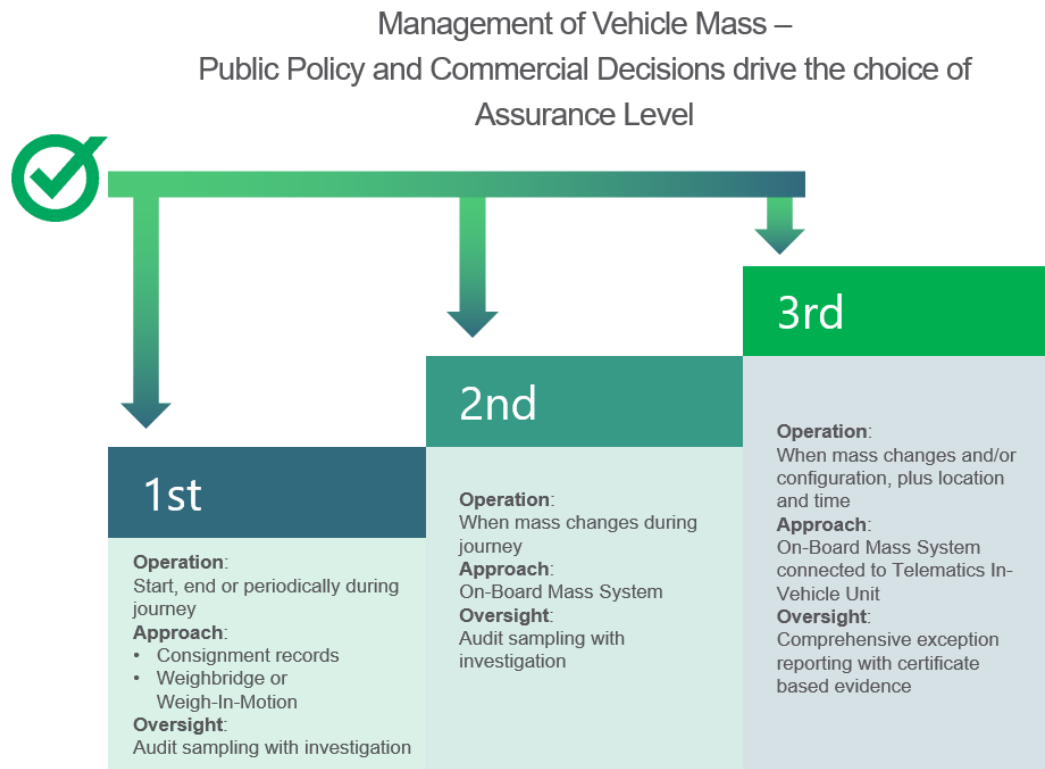 Management of Vehicle Mass –
Public Policy and Commercial Decisions drive the choice of
Assurance Level
1st
Operation:
Start, end or periodically during
journey
Approach:
• Consignment records
• Weighbridge or
Weigh-In-Motion
Oversight:
Audit sampling with investigation
2nd
Operation:
When mass changes during
journey
Approach:
On-Board Mass System
Oversight:
Audit sampling with
investigation
3rd
Operation:
When mass changes and/or
configuration, plus location
and time
Approach:
On-Board Mass System
connected to Telematics In-
Vehicle Unit
Oversight:
Comprehensive exception
reporting with certificate
based evidence